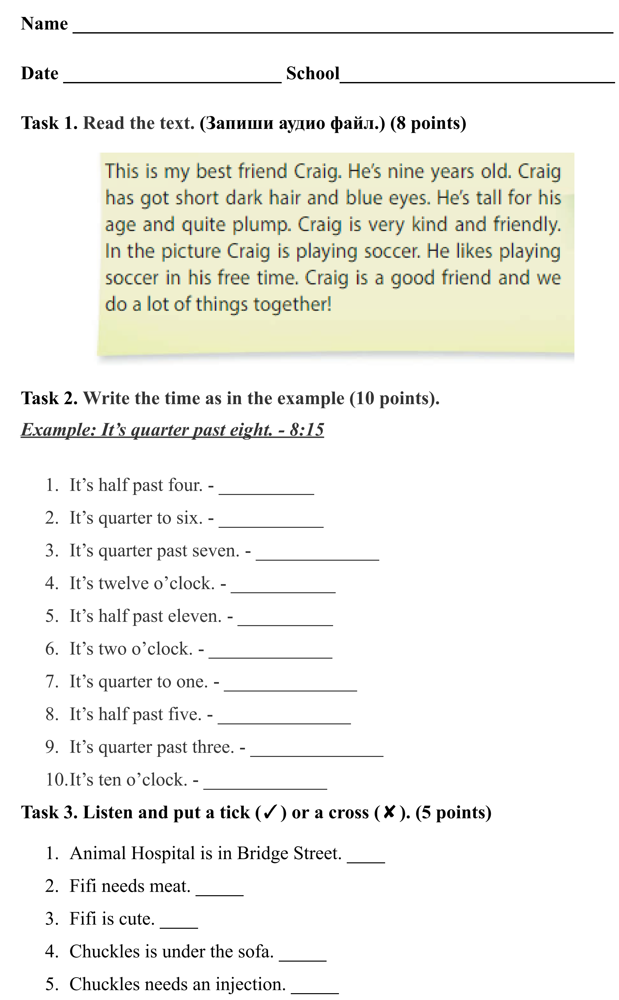 Name ____________________
Date ____________________ School____________________
Task 1. Read the text. (Запиши аудио файл.) (8 points)
This is my best friend Craig. He's nine years old. Craig
has got short dark hair and blue eyes. He's tall for his
age and quite plump. Craig is very kind and friendly.
In the picture Craig is playing soccer. He likes playing
soccer in his free time. Craig is a good friend and we
do a lot of things together!
Task 2. Write the time as in the example (10 points).
Example: It’s quarter past eight. - 8:15
1. It’s half past four. - __________
2. It’s quarter to six. - ___________
3. It’s quarter past seven. - _____________
4. It’s twelve o’clock. - ___________
5. It’s half past eleven. - __________
6. It’s two o’clock. - _____________
7. It’s quarter to one. - ______________
8. It’s half past five. - ______________
9. It’s quarter past three. - ______________
10. It’s ten o’clock. - _____________
Task 3. Listen and put a tick (✓) or a cross (✘). (5 points)
1. Animal Hospital is in Bridge Street. ____
2. Fifi needs meat. _____
3. Fifi is cute. ____
4. Chuckles is under the sofa. _____
5. Chuckles needs an injection. _____